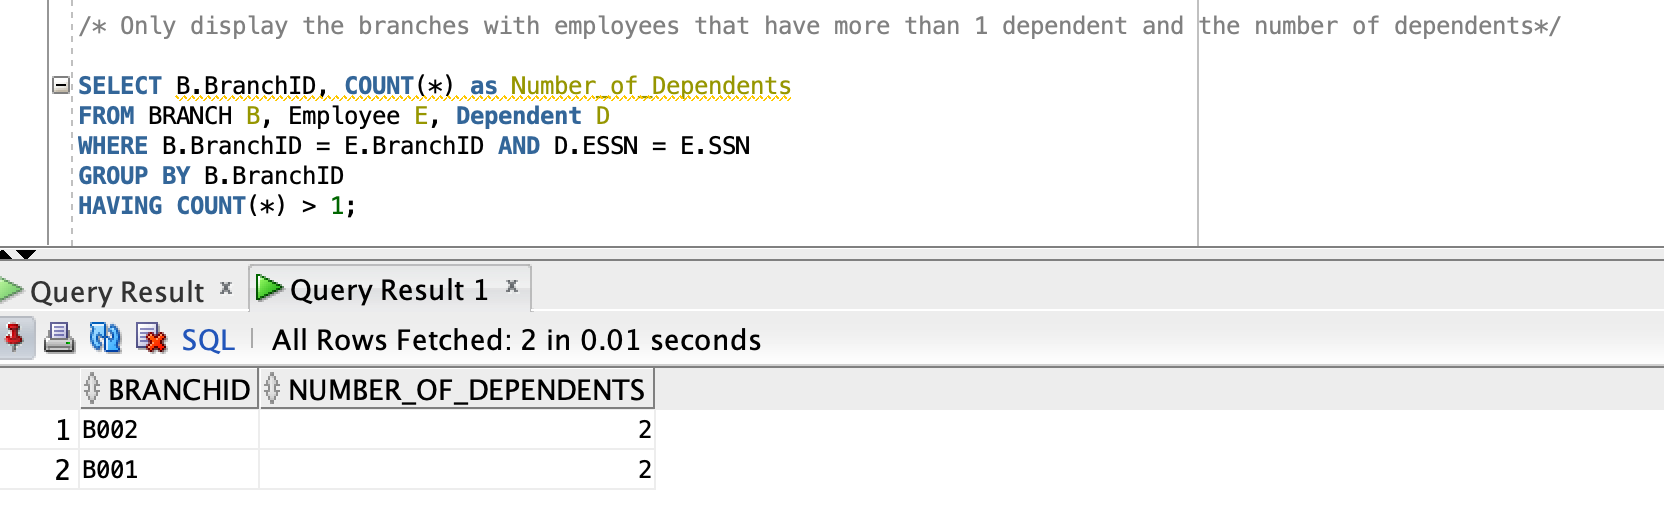 /* Only display the branches with employees that have more than 1 dependent and the number of dependents*/
SELECT B.BranchID, COUNT(*) as Number_of_Dependents
FROM BRANCH B, Employee E, Dependent D
WHERE B.BranchID = E.BranchID AND D.ESSN = E.SSN
GROUP BY B.BranchID
HAVING COUNT(*) > 1;
Query Result x Query Result 1 x
SQL | All Rows Fetched: 2 in 0.01 seconds
BRANCHID NUMBER_OF_DEPENDENTS
1 B002 2
2 B001 2